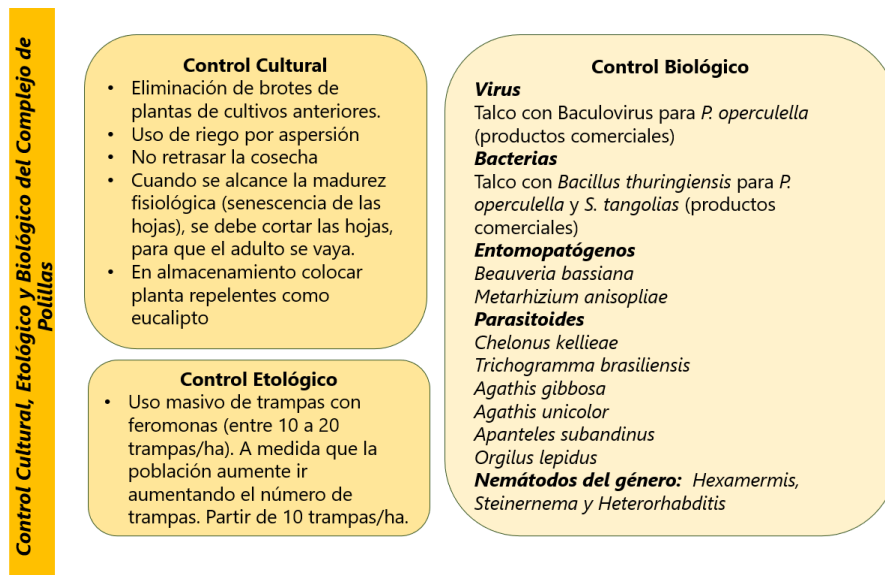 Control Cultural, Etológico y Biológico del Complejo de
Polillas
Control Cultural
• Eliminación de brotes de
plantas de cultivos anteriores.
• Uso de riego por aspersión
• No retrasar la cosecha
• Cuando se alcance la madurez
fisiológica (senescencia de las
hojas), se debe cortar las hojas,
para que el adulto se vaya.
• En almacenamiento colocar
planta repelentes como
eucalipto
Control Etológico
• Uso masivo de trampas con
feromonas (entre 10 a 20
trampas/ha). A medida que la
población aumente ir
aumentando el número de
trampas. Partir de 10 trampas/ha.
Control Biológico
Virus
Talco con Baculovirus para P. operculella
(productos comerciales)
Bacterias
Talco con Bacillus thuringiensis para P.
operculella y S. tangolias (productos
comerciales)
Entomopatógenos
Beauveria bassiana
Metarhizium anisopliae
Parasitoides
Chelonus kellieae
Trichogramma brasiliensis
Agathis gibbosa
Agathis unicolor
Apanteles subandinus
Orgilus lepidus
Nemátodos del género: Hexamermis,
Steinernema y Heterorhabditis